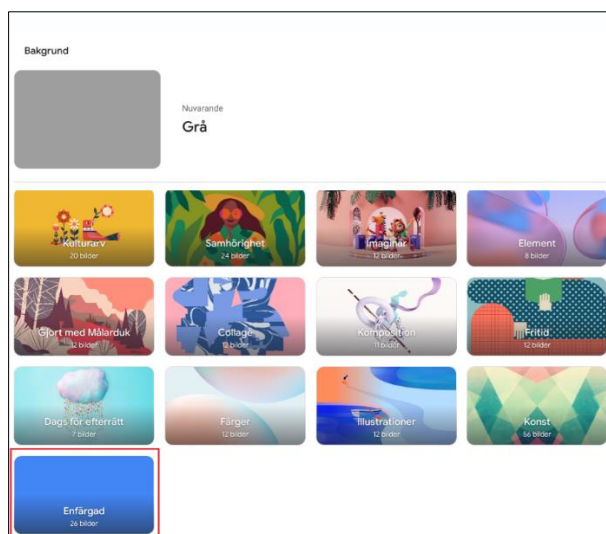 Bakgrund
Nuvarande
Grå
Kulturarv
20 bilder
Samhörighet
24 bilder
Imaginär
12 bilder
Element
8 bilder
Gjort med Målarduk
12 bilder
Collage
12 bilder
Komposition
11 bilder
Fritid
12 bilder
Dags för efterrätt
7 bilder
Färger
12 bilder
Illustrationer
12 bilder
Konst
56 bilder
Enfärgad
26 bilder